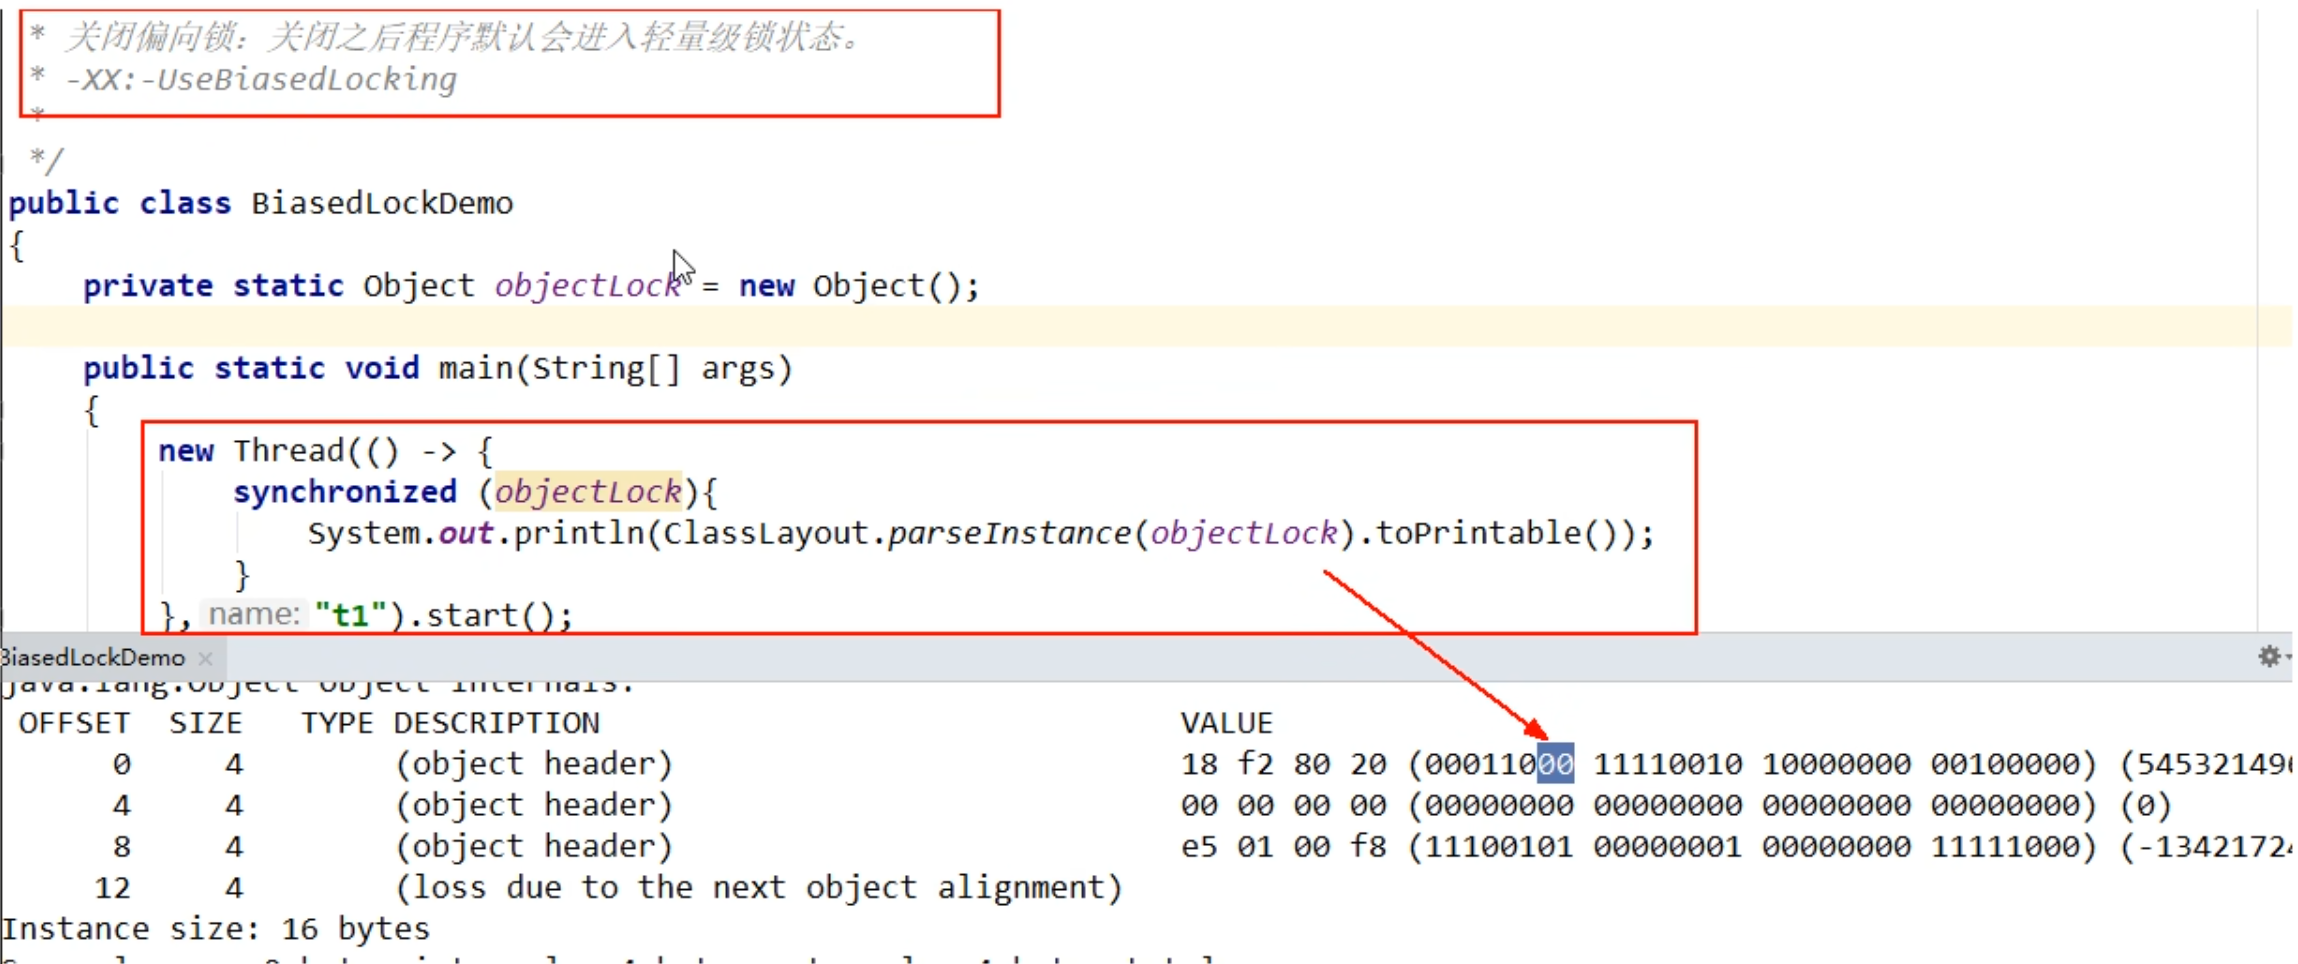 * 关闭偏向锁：关闭之后程序默认会进入轻量级锁状态。
* -XX:-UseBiasedLocking
*
*/
public class BiasedLockDemo
{
private static Object objectLock = new Object();
public static void main(String[] args)
{
new Thread(() -> {
synchronized (objectLock){
System.out.println(ClassLayout.parseInstance(objectLock).toPrintable());
}
}, name: "t1").start();
BiasedLockDemo ×
java.lang.Object object internals:
OFFSET SIZE TYPE DESCRIPTION VALUE
0 4 (object header) 18 f2 80 20 (00011000 11110010 10000000 00100000) (54532149
4 4 (object header) 00 00 00 00 (00000000 00000000 00000000 00000000) (0)
8 4 (object header) e5 01 00 f8 (11100101 00000001 00000000 11111000) (-1342172
12 4 (loss due to the next object alignment)
Instance size: 16 bytes